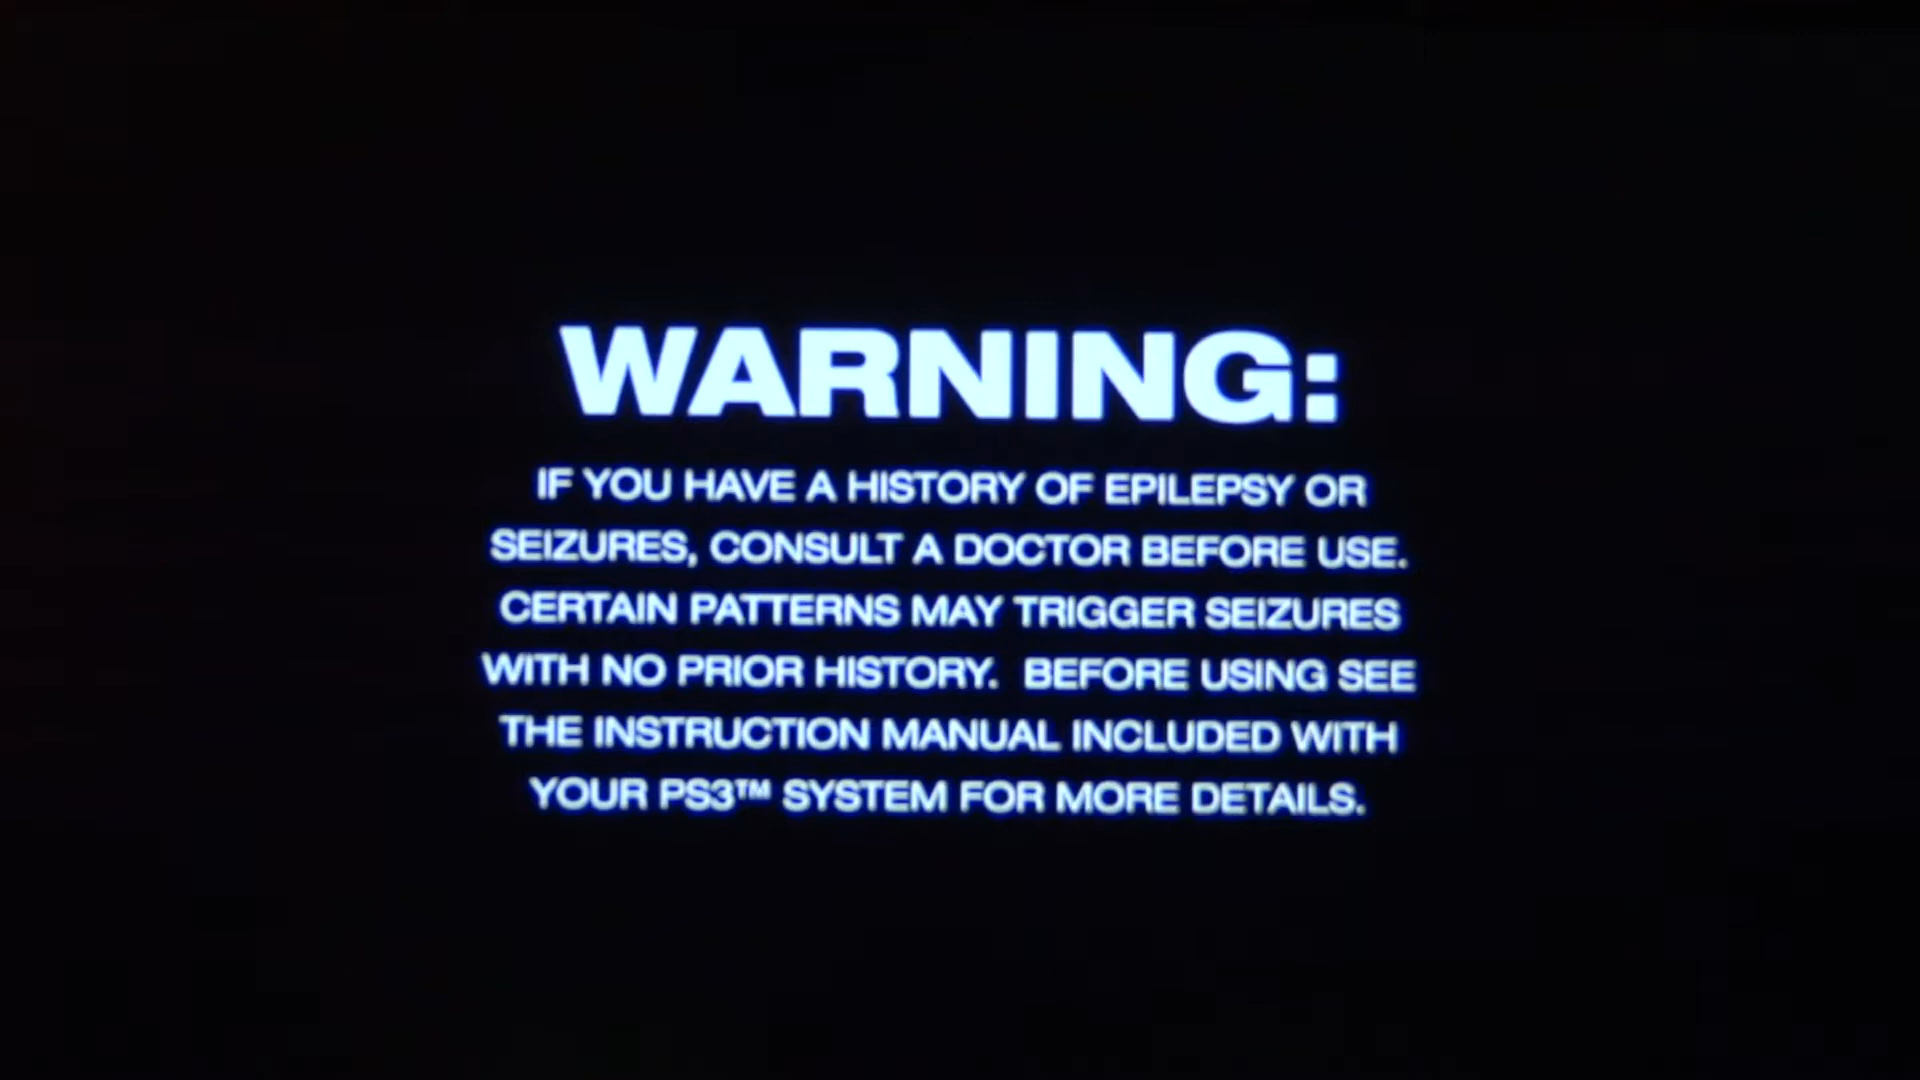 WARNING:
IF YOU HAVE A HISTORY OF EPILEPSY OR
SEIZURES, CONSULT A DOCTOR BEFORE USE.
CERTAIN PATTERNS MAY TRIGGER SEIZURES
WITH NO PRIOR HISTORY.  BEFORE USING SEE
THE INSTRUCTION MANUAL INCLUDED WITH
YOUR PS3™ SYSTEM FOR MORE DETAILS.